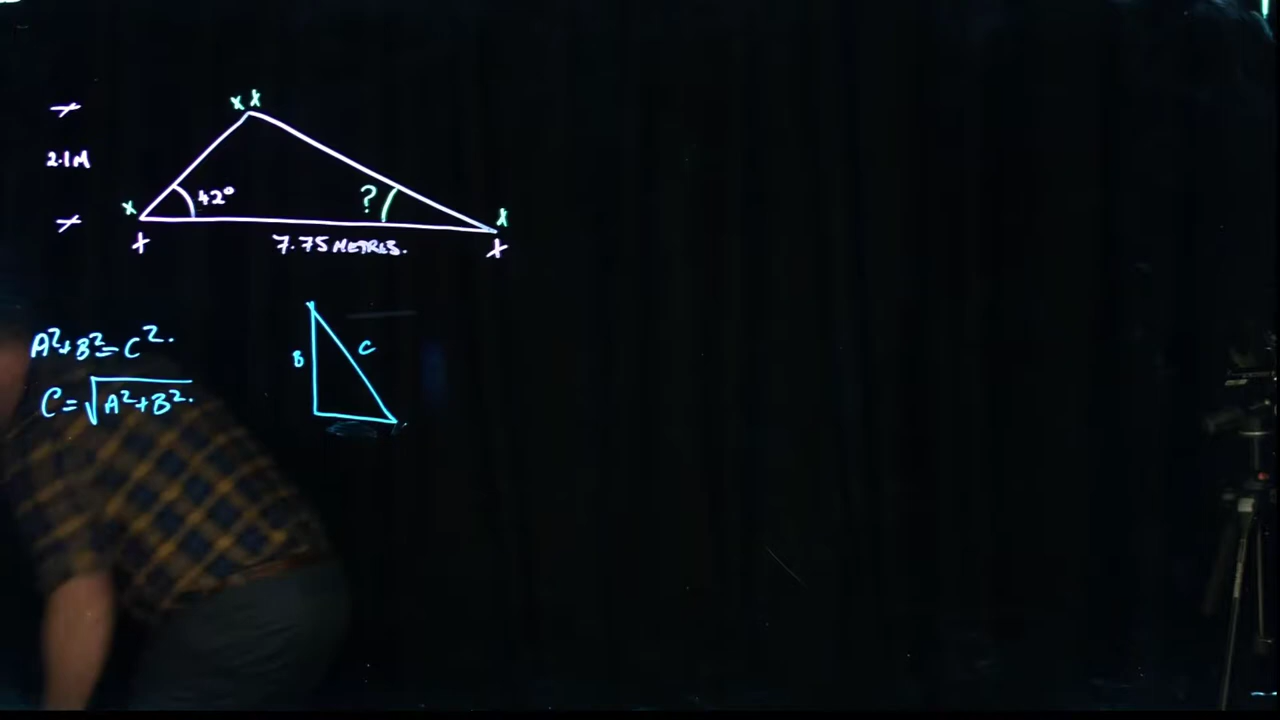 x x
2.1M
42°
?
x
x
7.75 METRES.
A²+B²=C².
B
C
C=√A²+B².